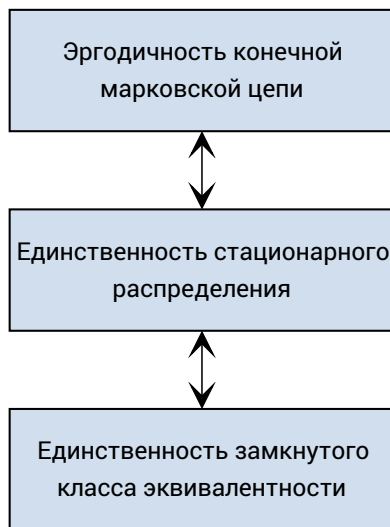 Эргодичность конечной
марковской цепи
Единственность стационарного
распределения
Единственность замкнутого
класса эквивалентности